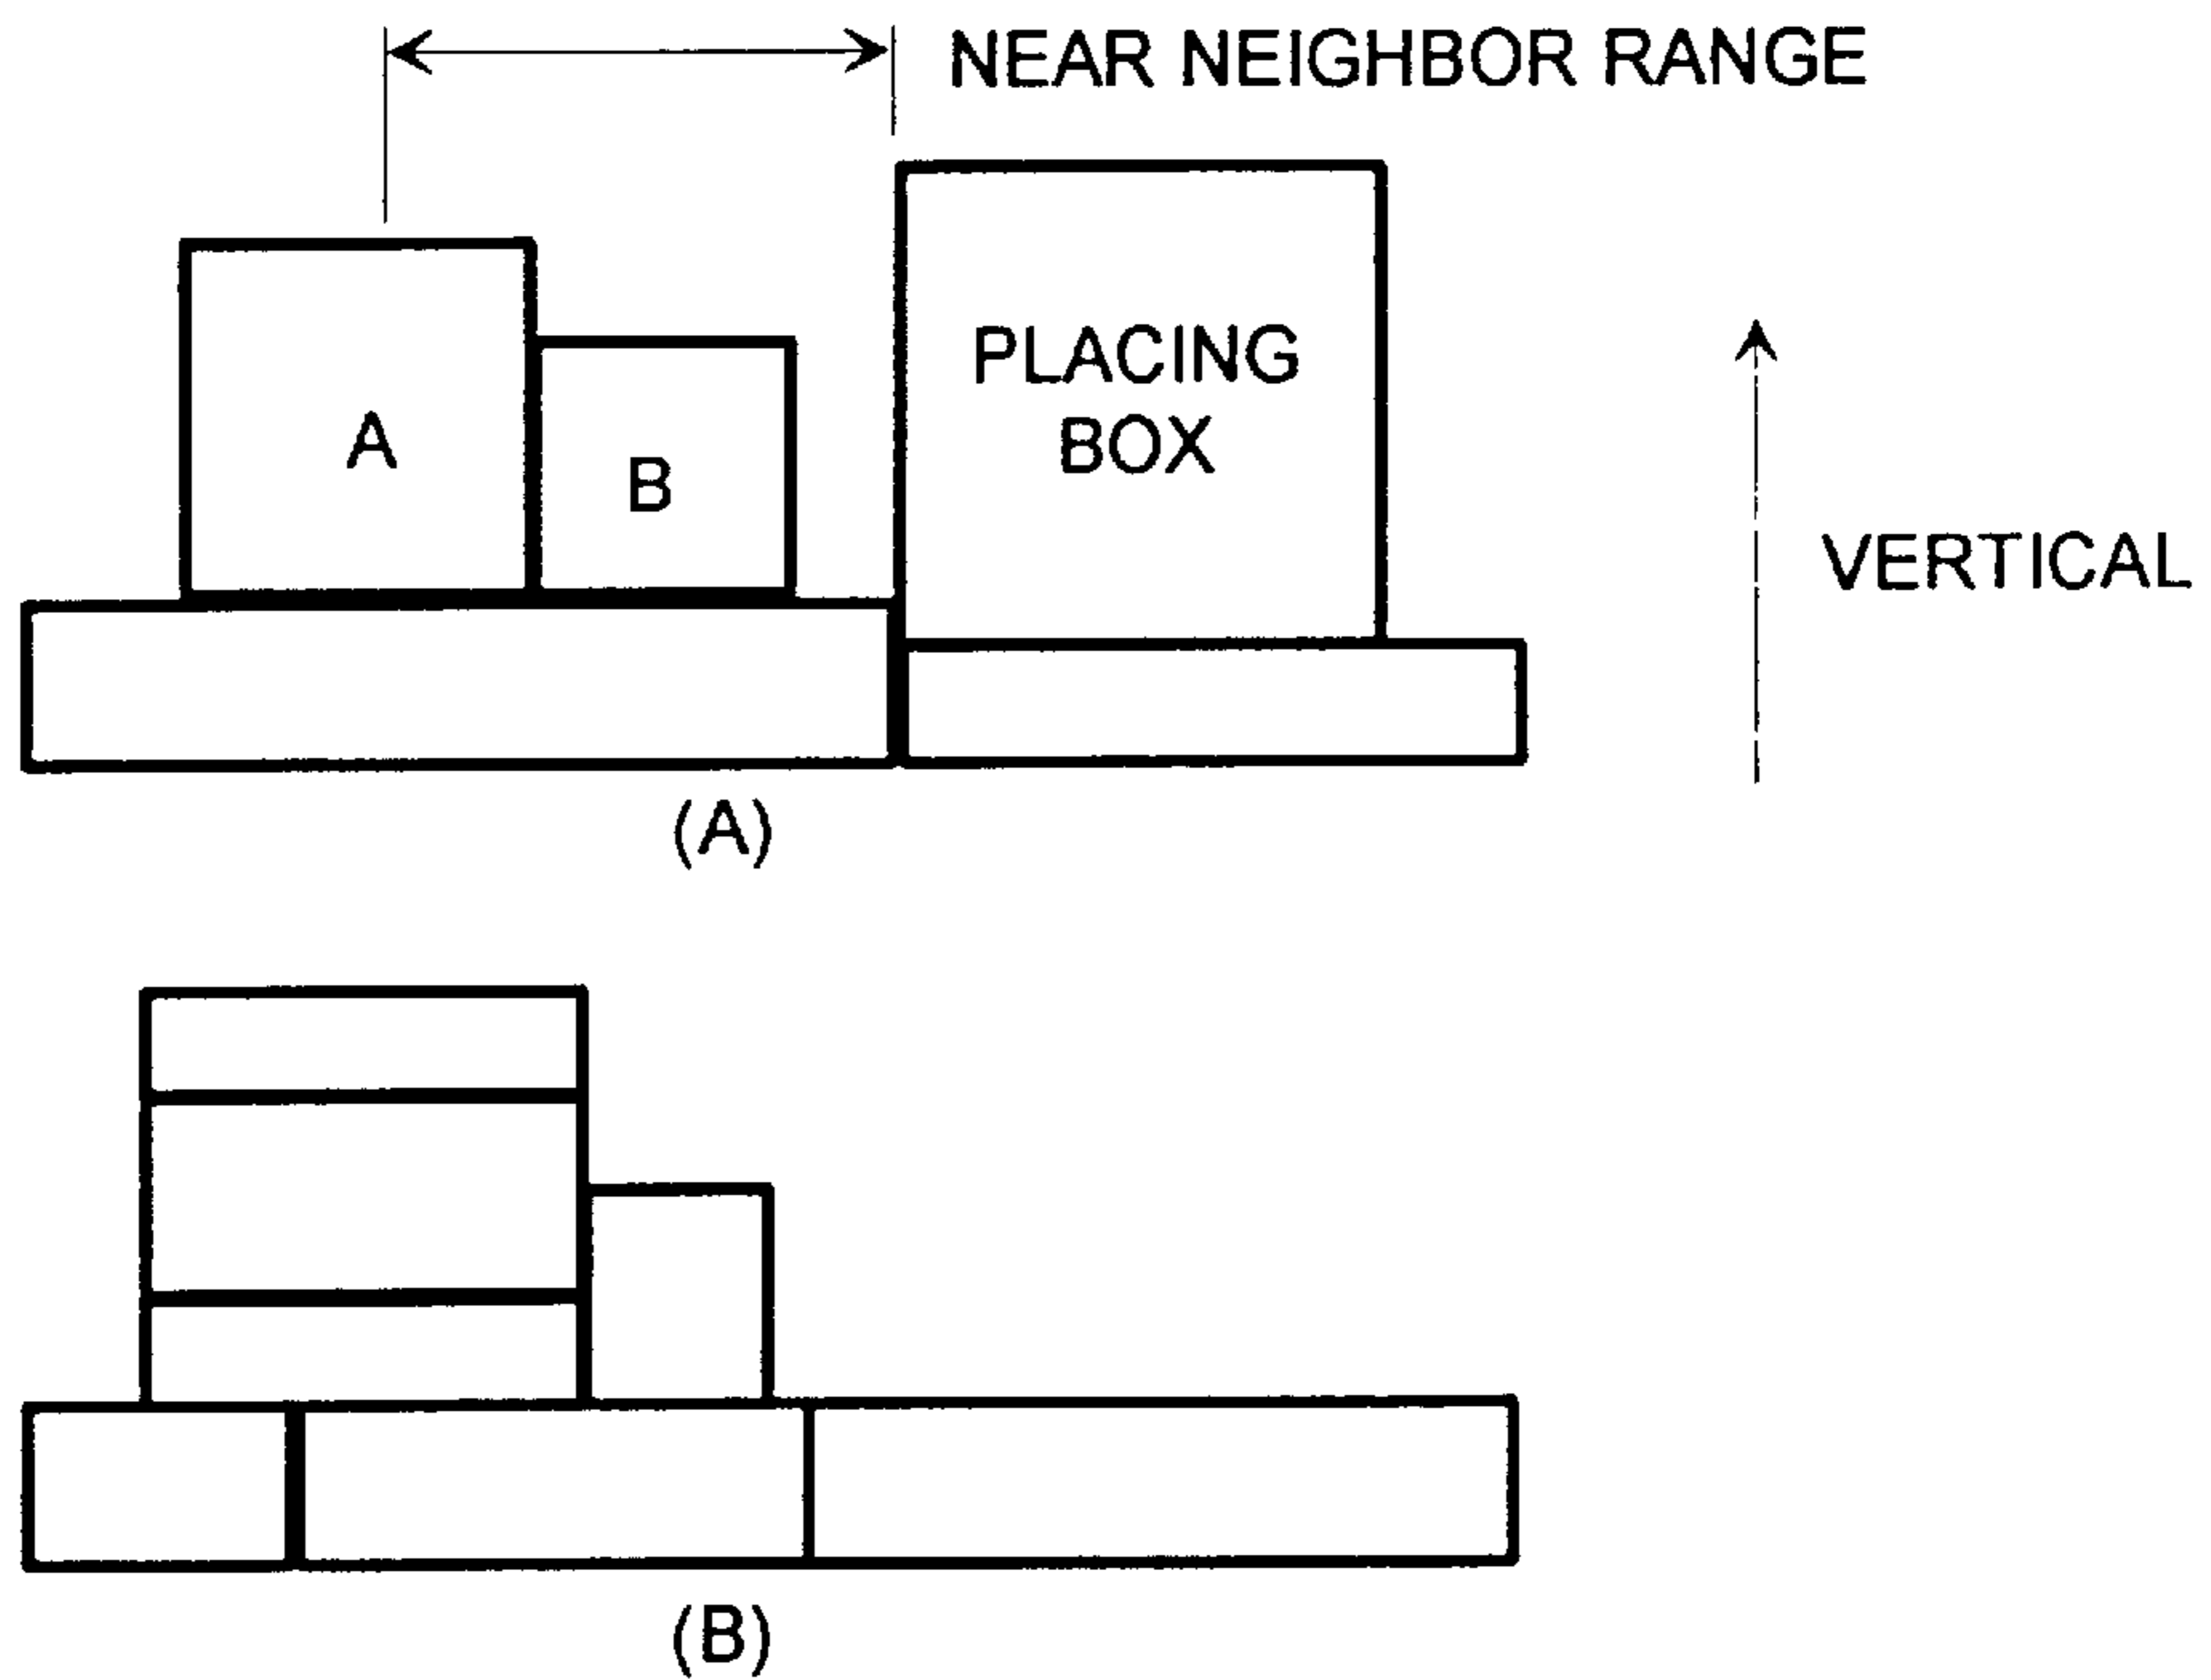 NEAR NEIGHBOR RANGE
PLACING
BOX
A
B
VERTICAL
(A)
(B)